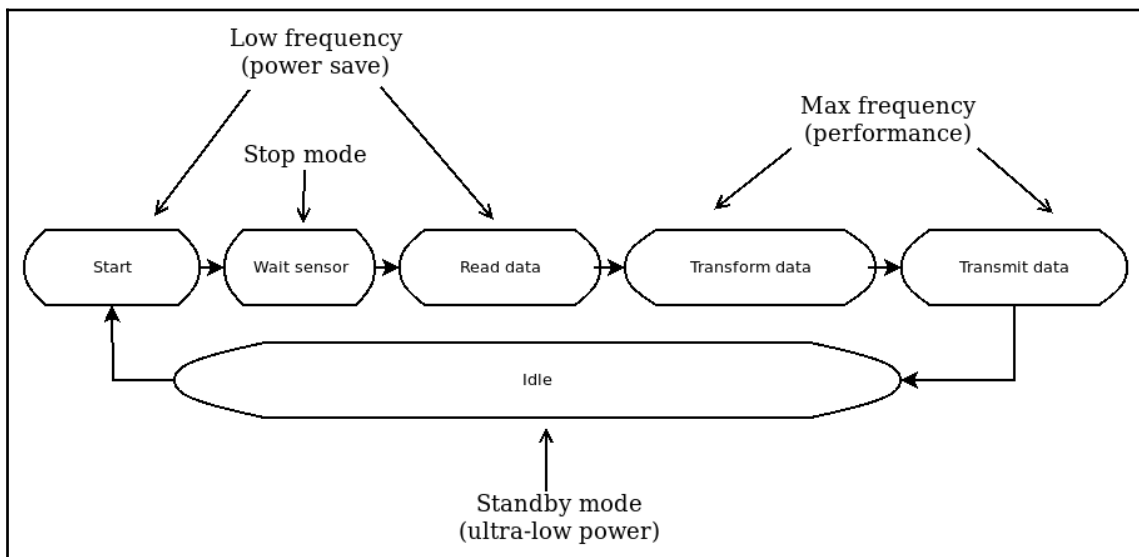 Low frequency
(power save)
Max frequency
(performance)
Stop mode
Start
Wait sensor
Read data
Transform data
Transmit data
Idle
Standby mode
(ultra-low power)